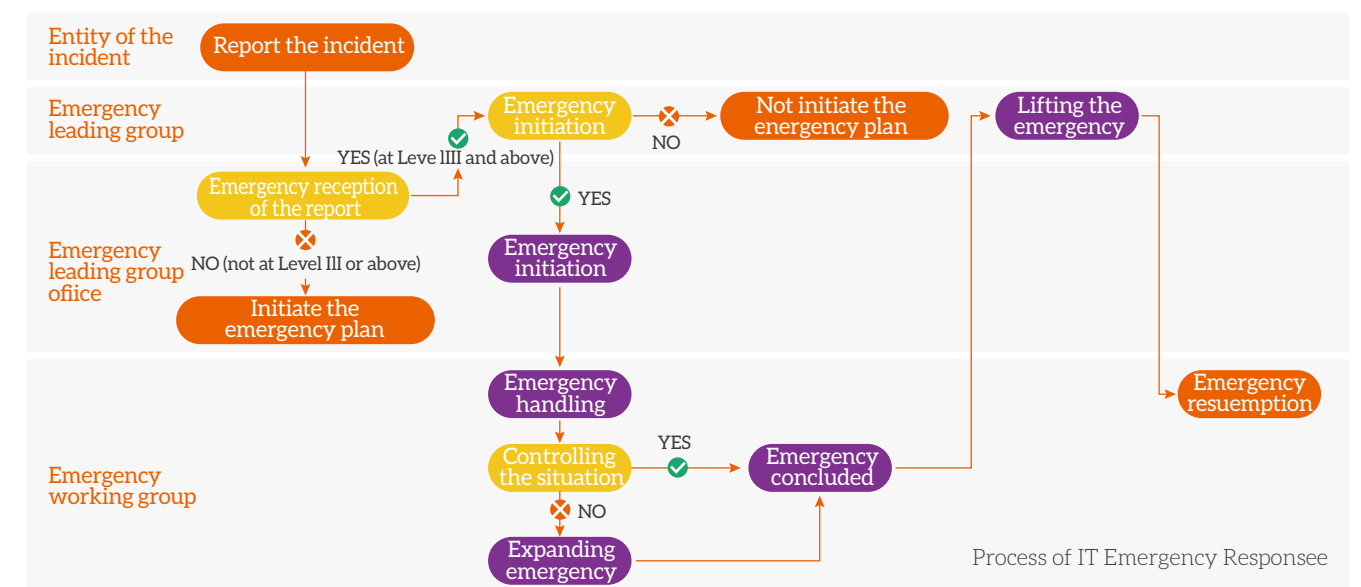 Entity of the
incident
Report the incident
Emergency
leading group
Emergency
initiation
NO
Not initiate the
energency plan
Lifting the
emergency
YES (at Leve lIII and above)
Emergency reception
of the report
YES
Emergency
leading group
ofiice
NO (not at Level III or above)
Emergency
initiation
Initiate the
emergency plan
Emergency
handling
Emergency
resuemption
Emergency
working group
Controlling
the situation
YES
Emergency
concluded
NO
Expanding
emergency
Process of IT Emergency Responsee